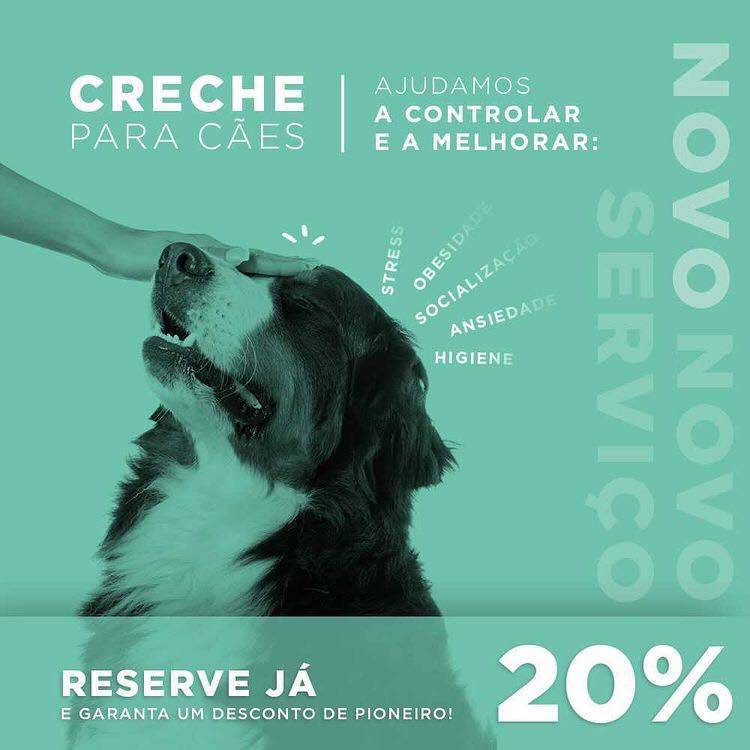 CRECHE
PARA CÃES
AJUDAMOS
A CONTROLAR
E A MELHORAR:
STRESS
OBESIDADE
SOCIALIZAÇÃO
ANSIEDADE
HIGIENE
NOVO NOVO
SERVIÇO
RESERVE JÁ
E GARANTA UM DESCONTO DE PIONEIRO!
20%